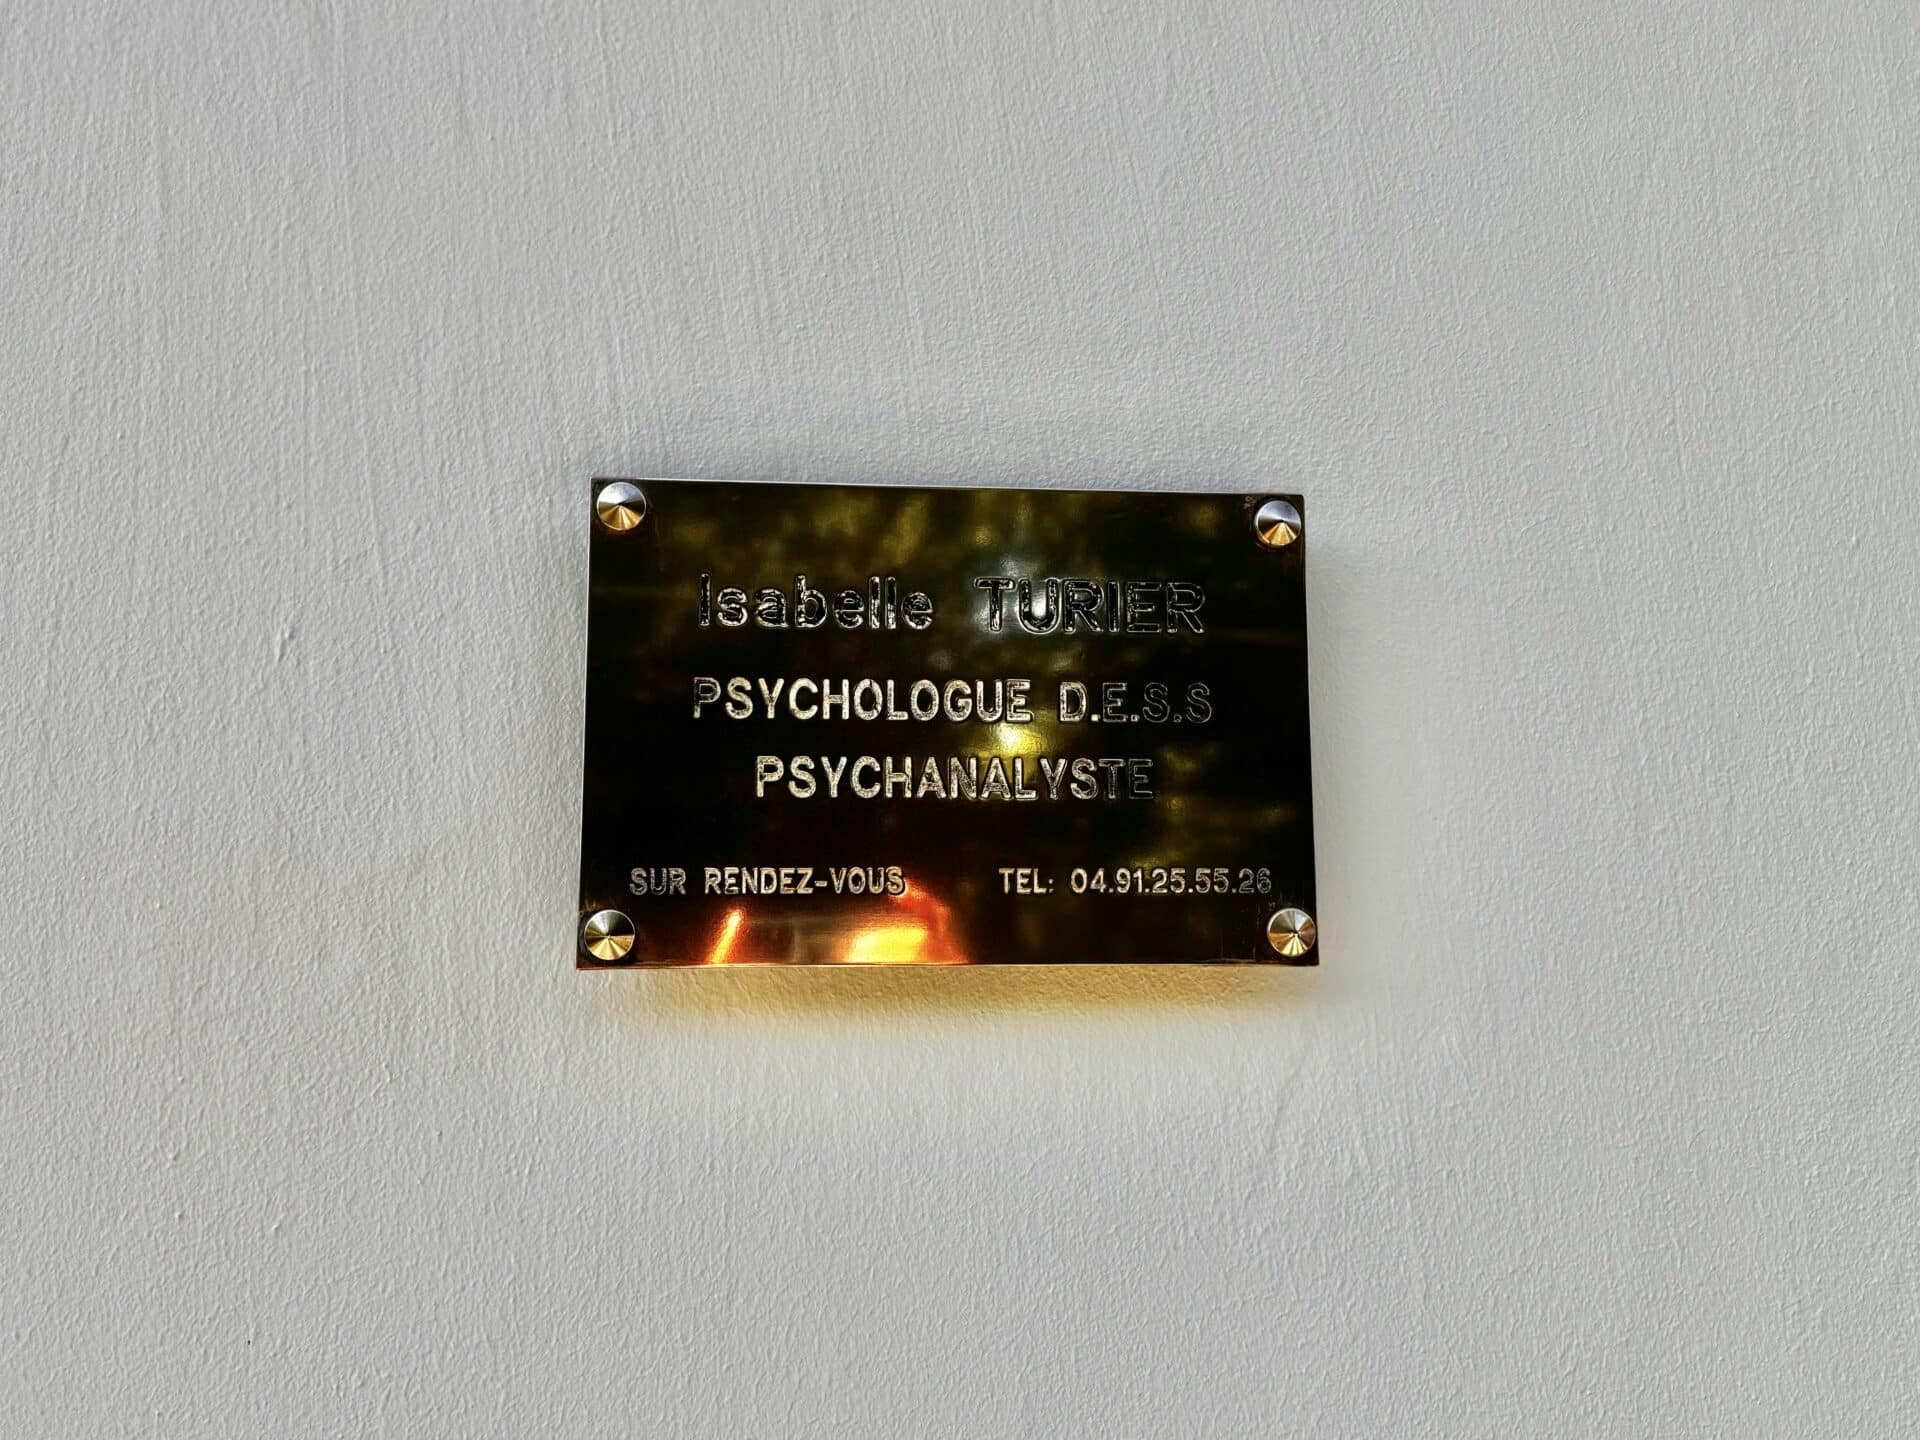 Isabelle TURIER
PSYCHOLOGUE D.E.S.S
PSYCHANALYSTE
SUR RENDEZ-VOUS TEL: 04.91.25.55.26